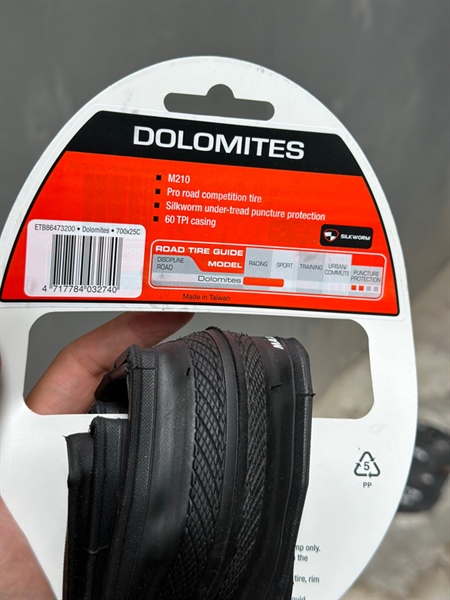 DOLOMITES
M210
Pro road competition tire
Silkworm under-tread puncture protection
60 TPI casing
SILKWORM
ETB86473200 • Dolomites • 700x25C
4 717784 032740
ROAD TIRE GUIDE
DISCIPLINE
ROAD
MODEL
RACING
SPORT
TRAINING
URBAN/
COMMUTE
PUNCTURE
PROTECTION
Dolomites
Made in Taiwan
5
PP
only.
the
tire, rim